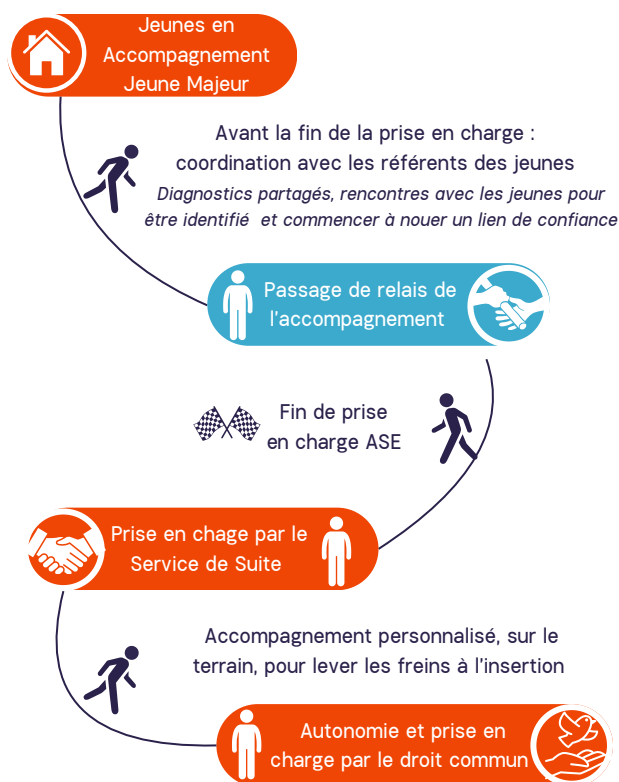 Jeunes en
Accompagnement
Jeune Majeur
Avant la fin de la prise en charge :
coordination avec les référents des jeunes
Diagnostics partagés, rencontres avec les jeunes pour
être identifié et commencer à nouer un lien de confiance
Passage de relais de
l'accompagnement
Fin de prise
en charge ASE
Prise en chage par le
Service de Suite
Accompagnement personnalisé, sur le
terrain, pour lever les freins à l'insertion
Autonomie et prise en
charge par le droit commun